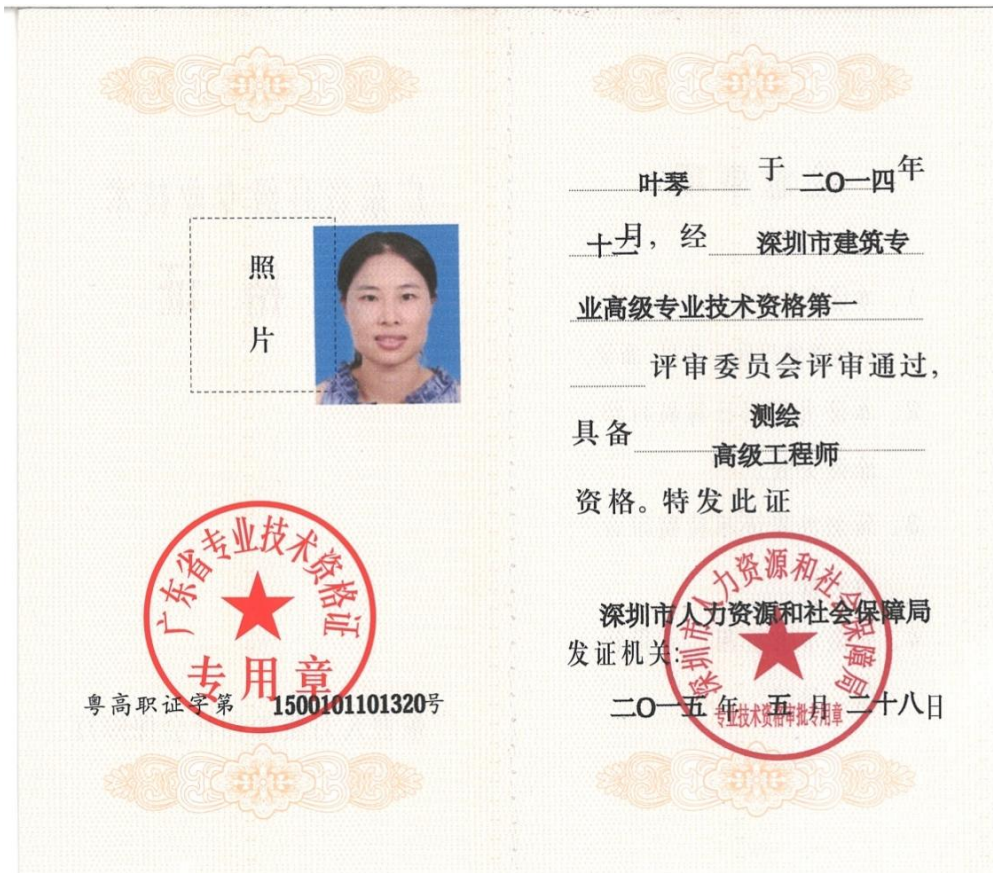 照
片
广东省专业技术资格证
专用章
粤高职证字第 1500101101320号
叶琴 于 二〇一四年
十二月，经 深圳市建筑专
业高级专业技术资格第一
评审委员会评审通过，
具备 测绘
高级工程师
资格。特发此证
深圳市人力资源和社会保障局
深圳市人力资源和社会保障局
发证机关：
二〇一五年 五月 二十八日
专业技术资格审批专用章